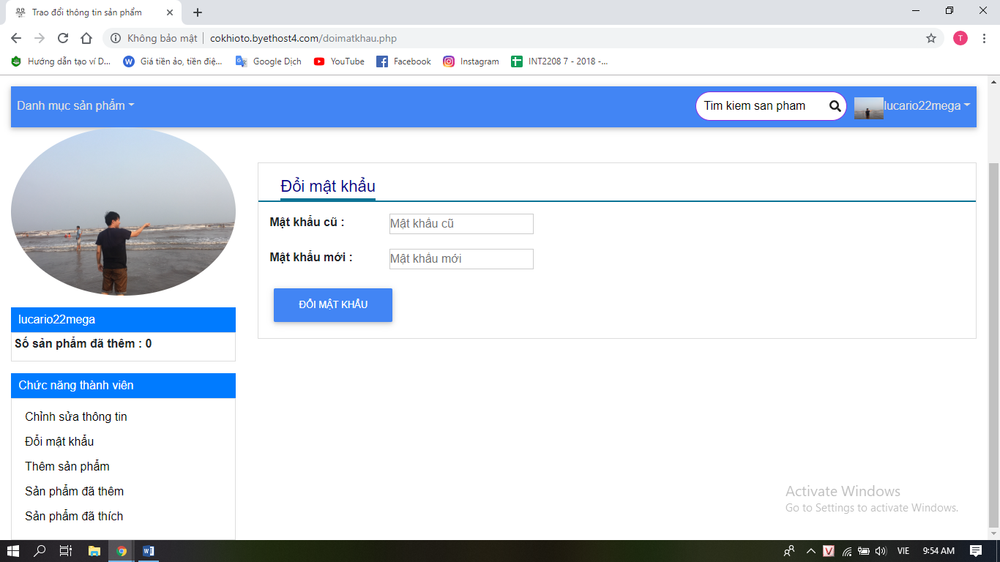 Trao đổi thông tin sản phẩm
Không bảo mật cokhioto.byethost4.com/doimatkhau.php
T
Hướng dẫn tạo ví D...
Giá tiền ảo, tiền điệ...
Google Dịch
YouTube
Facebook
Instagram
INT2208 7 - 2018 -...
Danh mục sản phẩm
Tim kiem san pham
lucario22mega
Đổi mật khẩu
Mật khẩu cũ :
Mật khẩu cũ
Mật khẩu mới :
Mật khẩu mới
ĐỔI MẬT KHẨU
lucario22mega
Số sản phẩm đã thêm : 0
Chức năng thành viên
Chỉnh sửa thông tin
Đổi mật khẩu
Thêm sản phẩm
Sản phẩm đã thêm
Sản phẩm đã thích
Activate Windows
Go to Settings to activate Windows.
VIE
9:54 AM